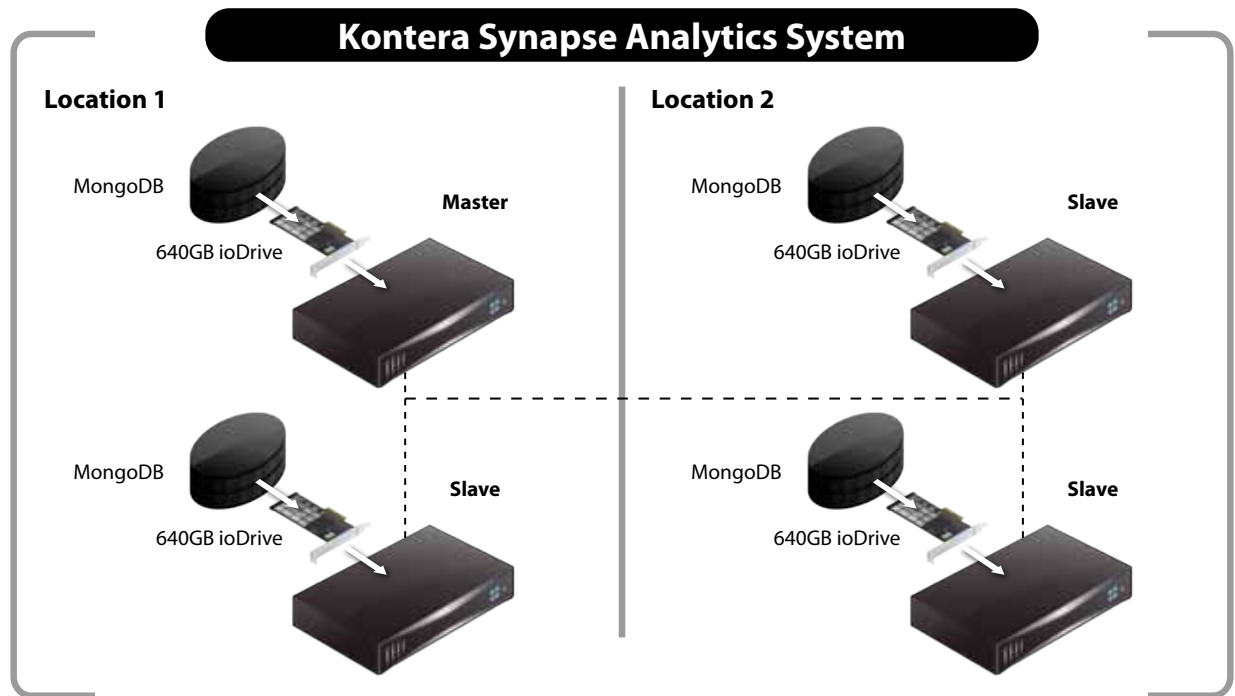 Kontera Synapse Analytics System
Location 1
MongoDB
Master
640GB ioDrive
MongoDB
Slave
640GB ioDrive
Location 2
MongoDB
Slave
640GB ioDrive
MongoDB
Slave
640GB ioDrive